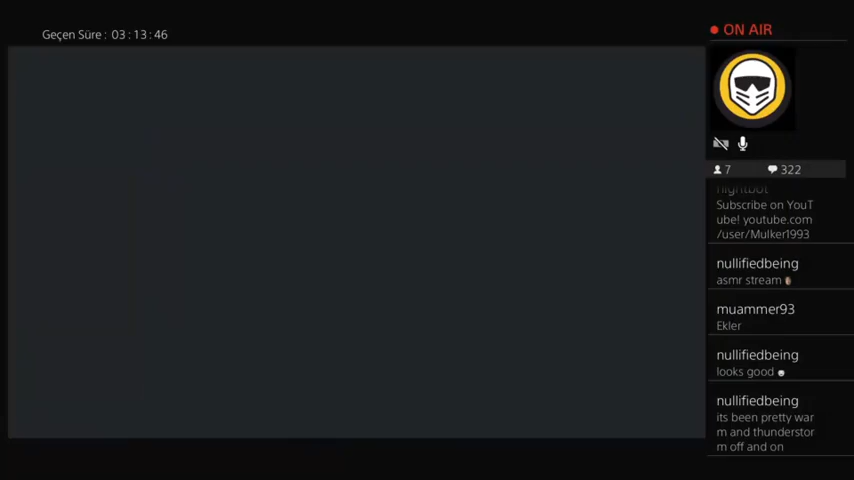 Geçen Süre : 03 : 13 : 46
ON AIR
7
322
nightbot
Subscribe on YouT
ube! youtube.com
/user/Mulker1993
nullifiedbeing
asmr stream
muammer93
Ekler
nullifiedbeing
looks good
nullifiedbeing
its been pretty war
m and thunderstor
m off and on